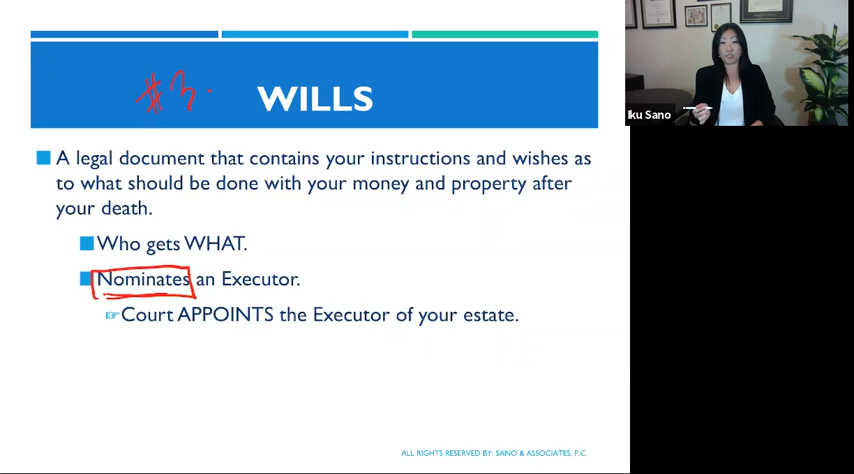 #3.
WILLS
A legal document that contains your instructions and wishes as
to what should be done with your money and property after
your death.
Who gets WHAT.
Nominates an Executor.
Court APPOINTS the Executor of your estate.
ALL RIGHTS RESERVED BY: SANO & ASSOCIATES, P.C.
Iku Sano